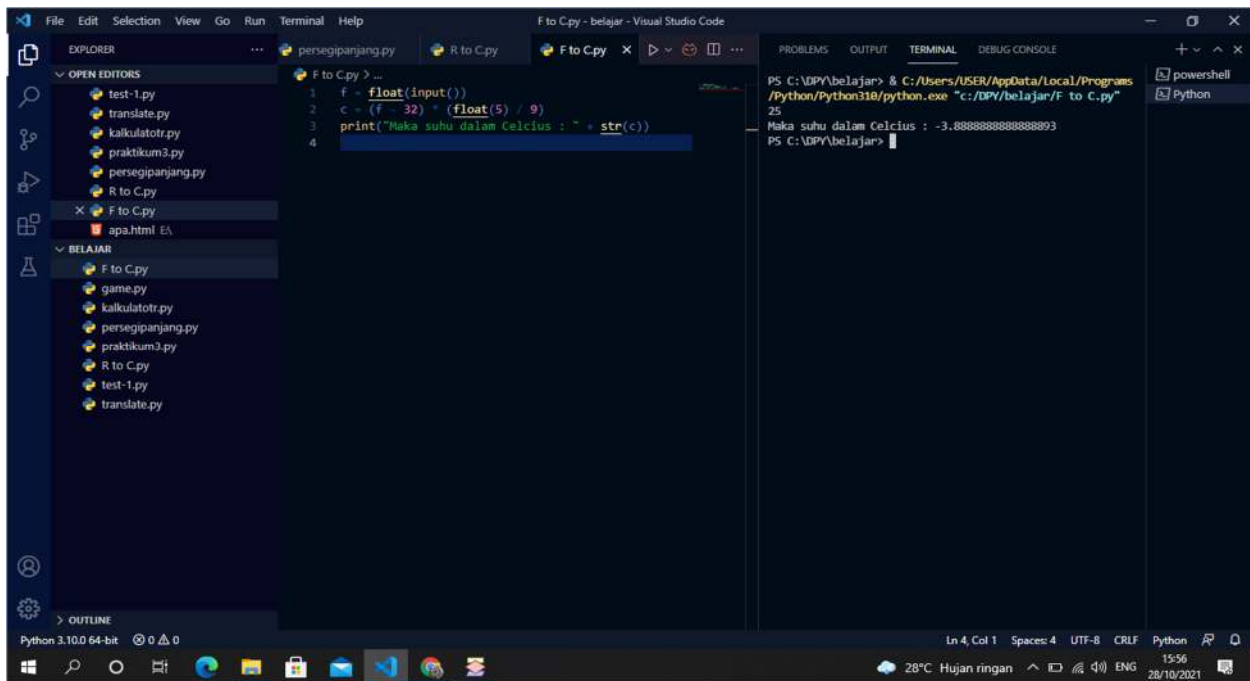 File Edit Selection View Go Run Terminal Help
F to C.py - belajar - Visual Studio Code
EXPLORER
OPEN EDITORS
test-1.py
translate.py
kalkulatotr.py
praktikum3.py
persegipanjang.py
R to C.py
F to C.py
apa.html
BELAJAR
F to C.py
game.py
kalkulatotr.py
persegipanjang.py
praktikum3.py
R to C.py
test-1.py
translate.py
OUTLINE
persegipanjang.py R to C.py F to C.py
F to C.py > ...
1 f = float(input())
2 c = (f - 32) * (float(5) / 9)
3 print("Maka suhu dalam Celcius : " + str(c))
4
PROBLEMS OUTPUT TERMINAL DEBUG CONSOLE
PS C:\DPY\belajar> & C:/Users/USER/AppData/Local/Programs
/Python/Python310/python.exe "c:/DPY/belajar/F to C.py"
25
Maka suhu dalam Celcius : -3.8888888888888893
PS C:\DPY\belajar>
powershell
Python
Python 3.10.0 64-bit 0 0
Ln 4, Col 1 Spaces: 4 UTF-8 CRLF Python
28°C Hujan ringan ENG
15:56
28/10/2021